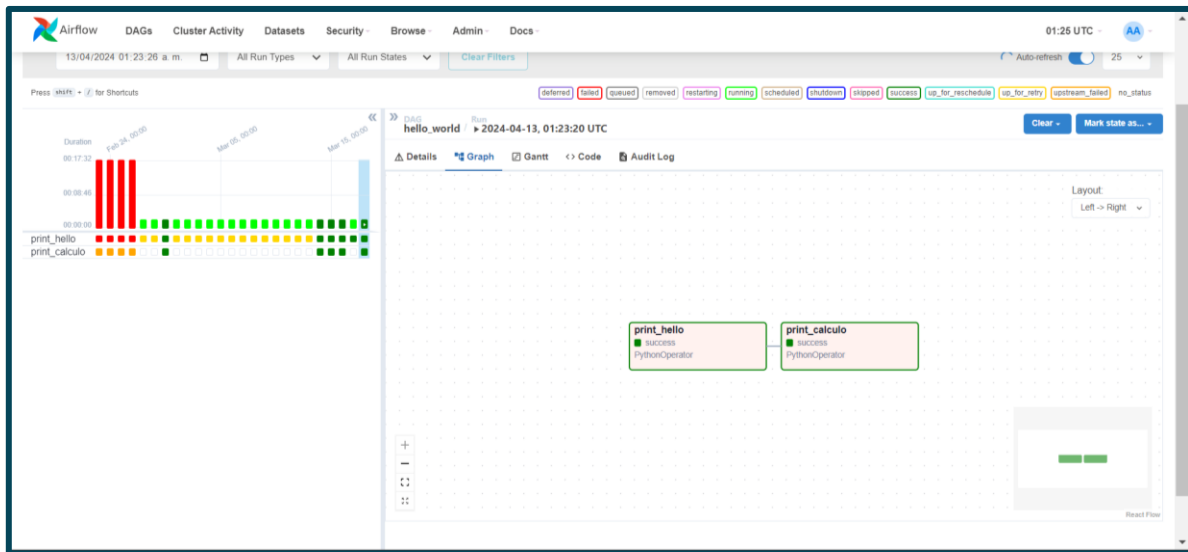 Airflow DAGs Cluster Activity Datasets Security Browse Admin Docs 01:25 UTC AA
13/04/2024 01:23:26 a. m. All Run Types All Run States Clear Filters Auto-refresh 25
Press shift + / for Shortcuts deferred failed queued removed restarting running scheduled shutdown skipped success up_for_reschedule up_for_retry upstream_failed no_status
DAG Run
hello_world / 2024-04-13, 01:23:20 UTC Clear Mark state as...
Duration Feb 24, 00:00 Mar 05, 00:00 Mar 15, 00:00
00:17:32
00:08:46
00:00:00
print_hello
print_calculo
Details Graph Gantt <> Code Audit Log
Layout:
Left -> Right
print_hello
success
PythonOperator
print_calculo
success
PythonOperator
React Flow